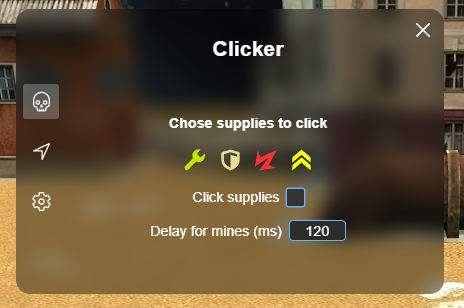 Clicker
Chose supplies to click
Click supplies
Delay for mines (ms) 120